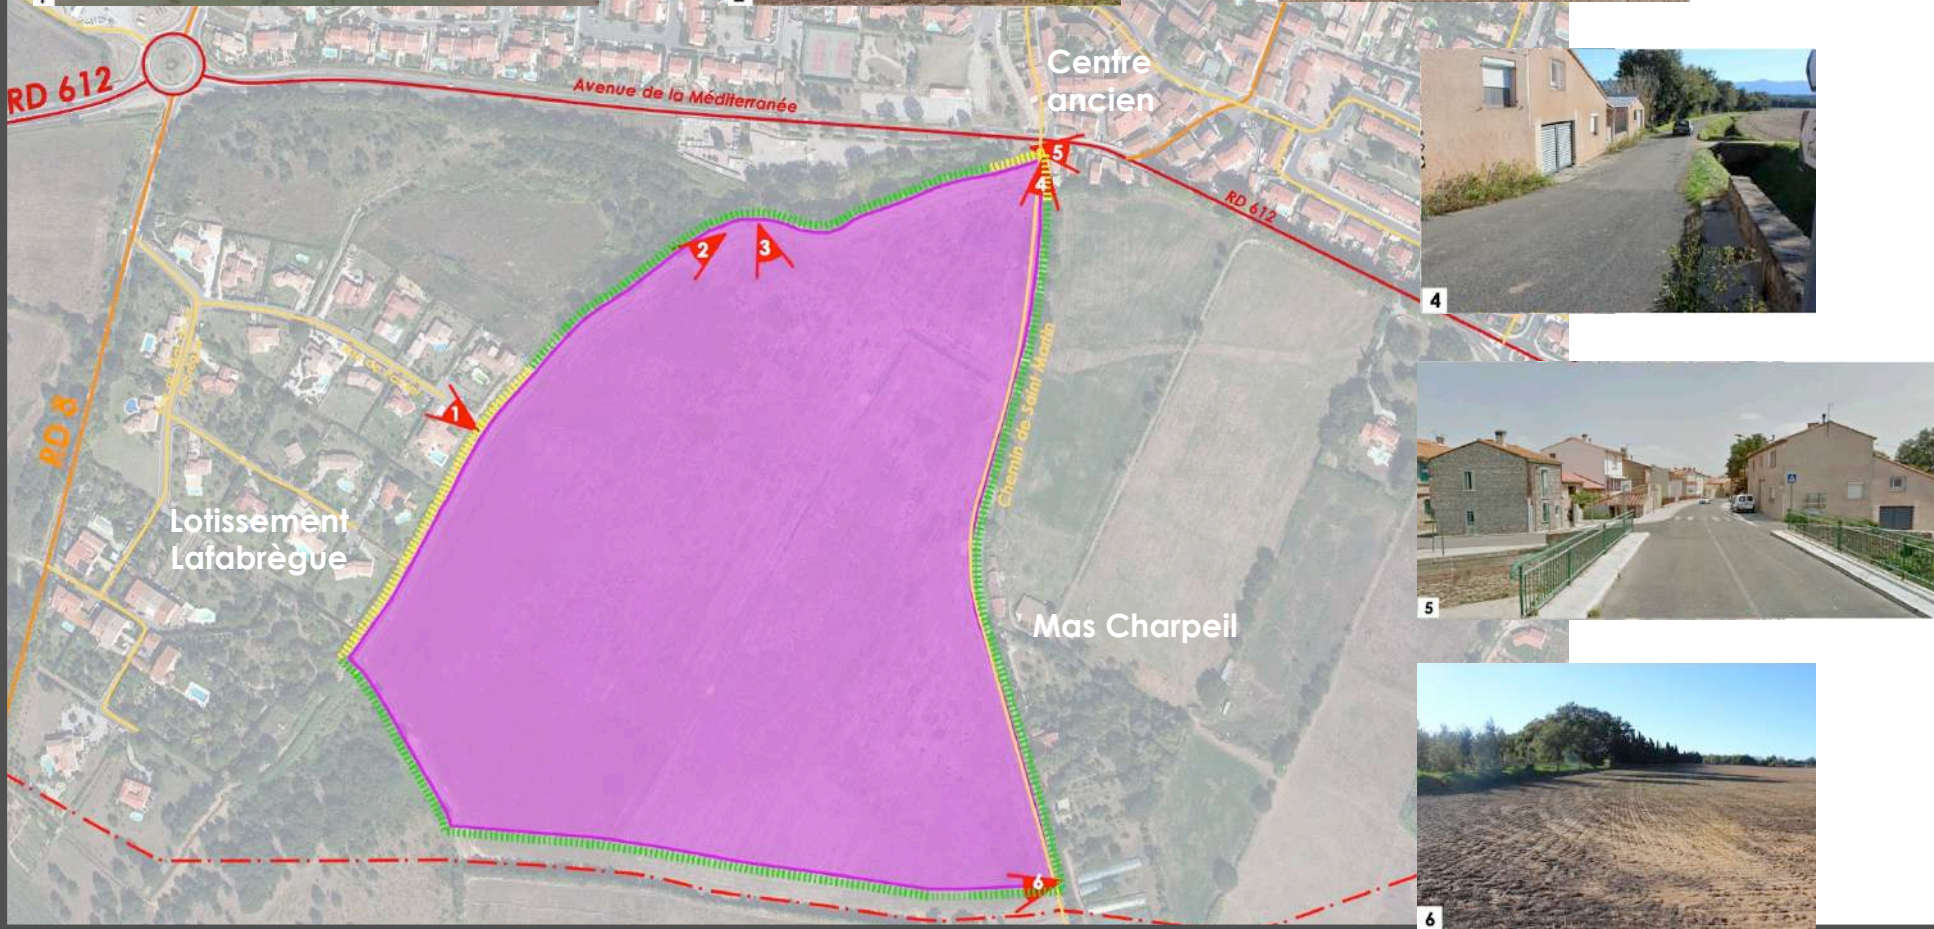 RD 612
Avenue de la Méditerranée
Centre
ancien
5
4
RD 612
2
3
1
RD 8
Chemin de Saint Martin
Lotissement
Lafabrègue
Mas Charpeil
6
4
5
6